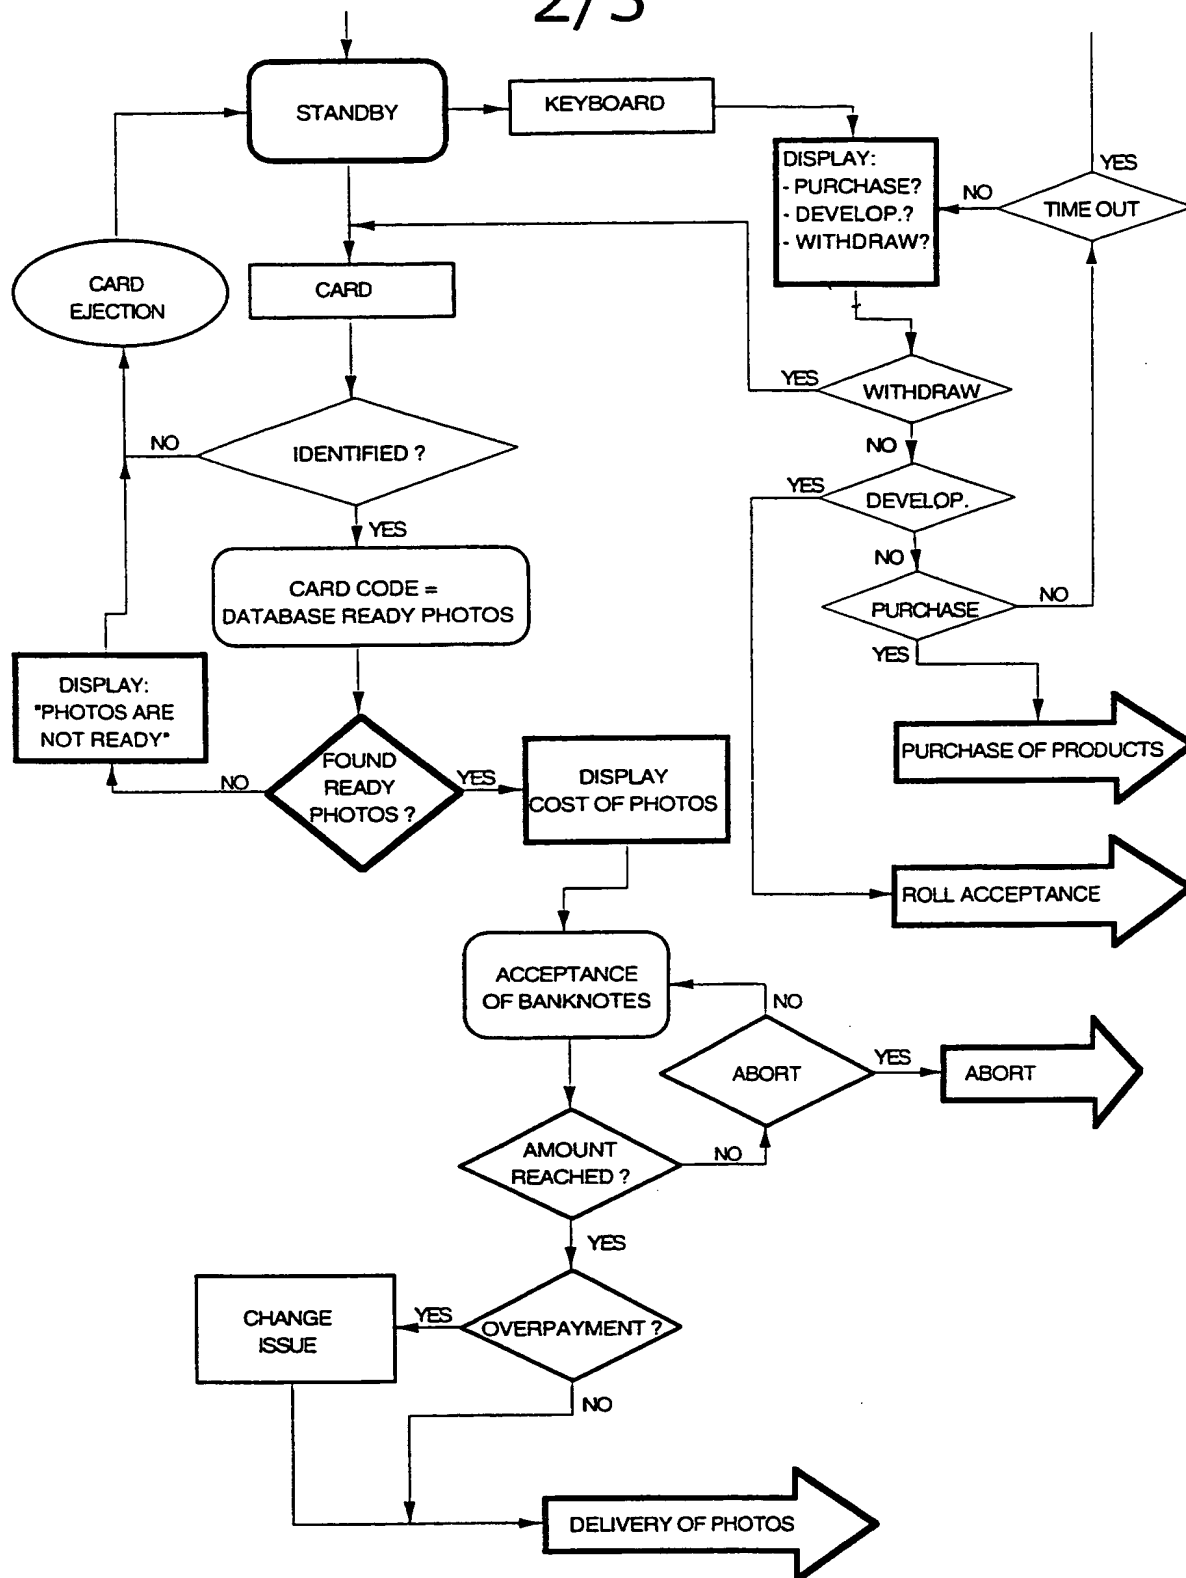 2/3
STANDBY
KEYBOARD
DISPLAY:
- PURCHASE?
- DEVELOP.?
- WITHDRAW?
YES
NO
TIME OUT
CARD
EJECTION
CARD
YES
WITHDRAW
NO
IDENTIFIED ?
NO
YES
DEVELOP.
YES
NO
CARD CODE =
DATABASE READY PHOTOS
PURCHASE
NO
YES
DISPLAY:
"PHOTOS ARE
NOT READY"
PURCHASE OF PRODUCTS
FOUND
READY
PHOTOS ?
NO
YES
DISPLAY
COST OF PHOTOS
ROLL ACCEPTANCE
ACCEPTANCE
OF BANKNOTES
NO
ABORT
YES
ABORT
AMOUNT
REACHED ?
NO
YES
CHANGE
ISSUE
YES
OVERPAYMENT ?
NO
DELIVERY OF PHOTOS